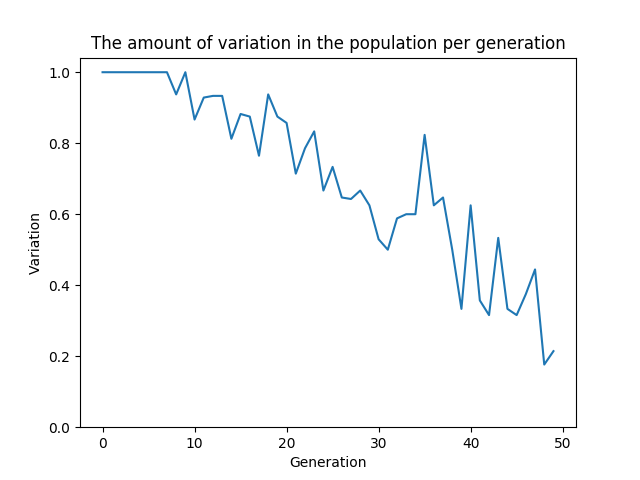 The amount of variation in the population per generation
1.0
0.8
0.6
0.4
0.2
0.0
Variation
0 10 20 30 40 50
Generation